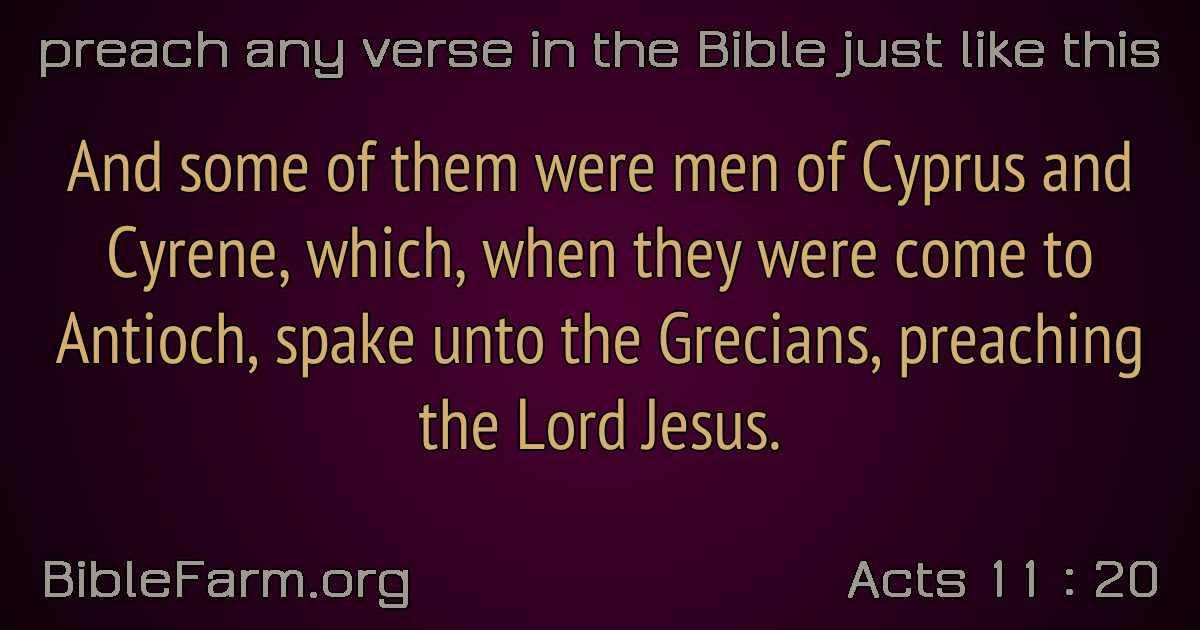 preach any verse in the Bible just like this
And some of them were men of Cyprus and
Cyrene, which, when they were come to
Antioch, spake unto the Grecians, preaching
the Lord Jesus.
BibleFarm.org
Acts 11 : 20